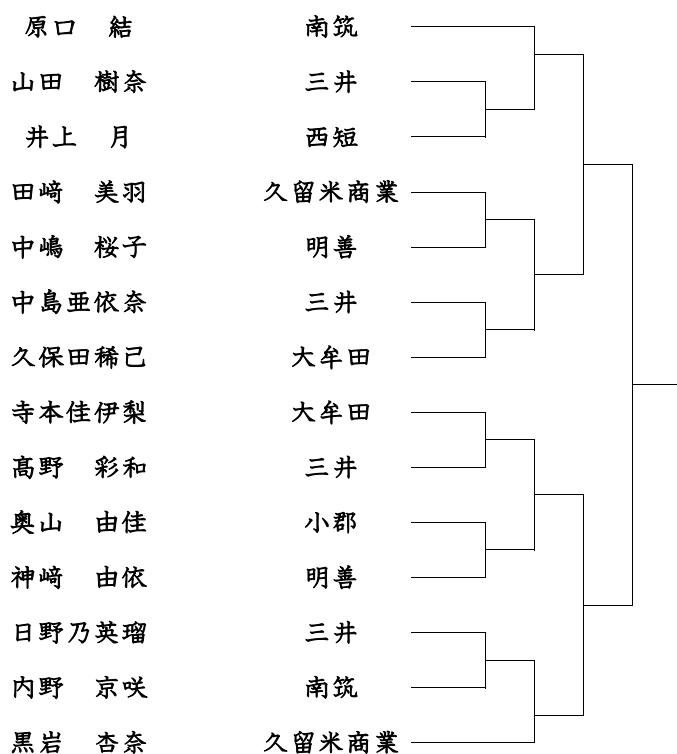 原口　結　南筑
山田　樹奈　三井
井上　月　西短
田﨑　美羽　久留米商業
中嶋　桜子　明善
中島亜依奈　三井
久保田稀己　大牟田
寺本佳伊梨　大牟田
髙野　彩和　三井
奥山　由佳　小郡
神﨑　由依　明善
日野乃英瑠　三井
内野　京咲　南筑
黒岩　杏奈　久留米商業